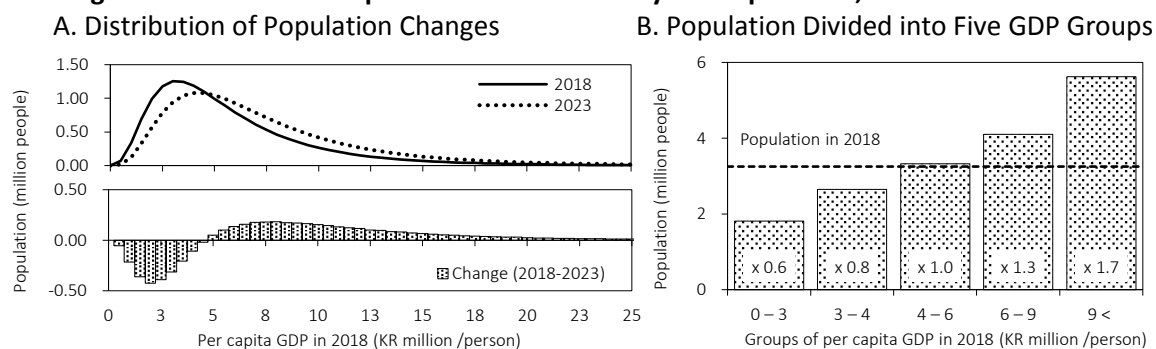 A. Distribution of Population Changes
B. Population Divided into Five GDP Groups
Population (million people)
1.50
1.00
0.50
0.00
2018
2023
0.50
0.00
-0.50
Change (2018-2023)
0 3 5 8 10 13 15 18 20 23 25
Per capita GDP in 2018 (KR million /person)
Population (million people)
6
4
2
0
Population in 2018
x 0.6 x 0.8 x 1.0 x 1.3 x 1.7
0 – 3 3 – 4 4 – 6 6 – 9 9 <
Groups of per capita GDP in 2018 (KR million /person)